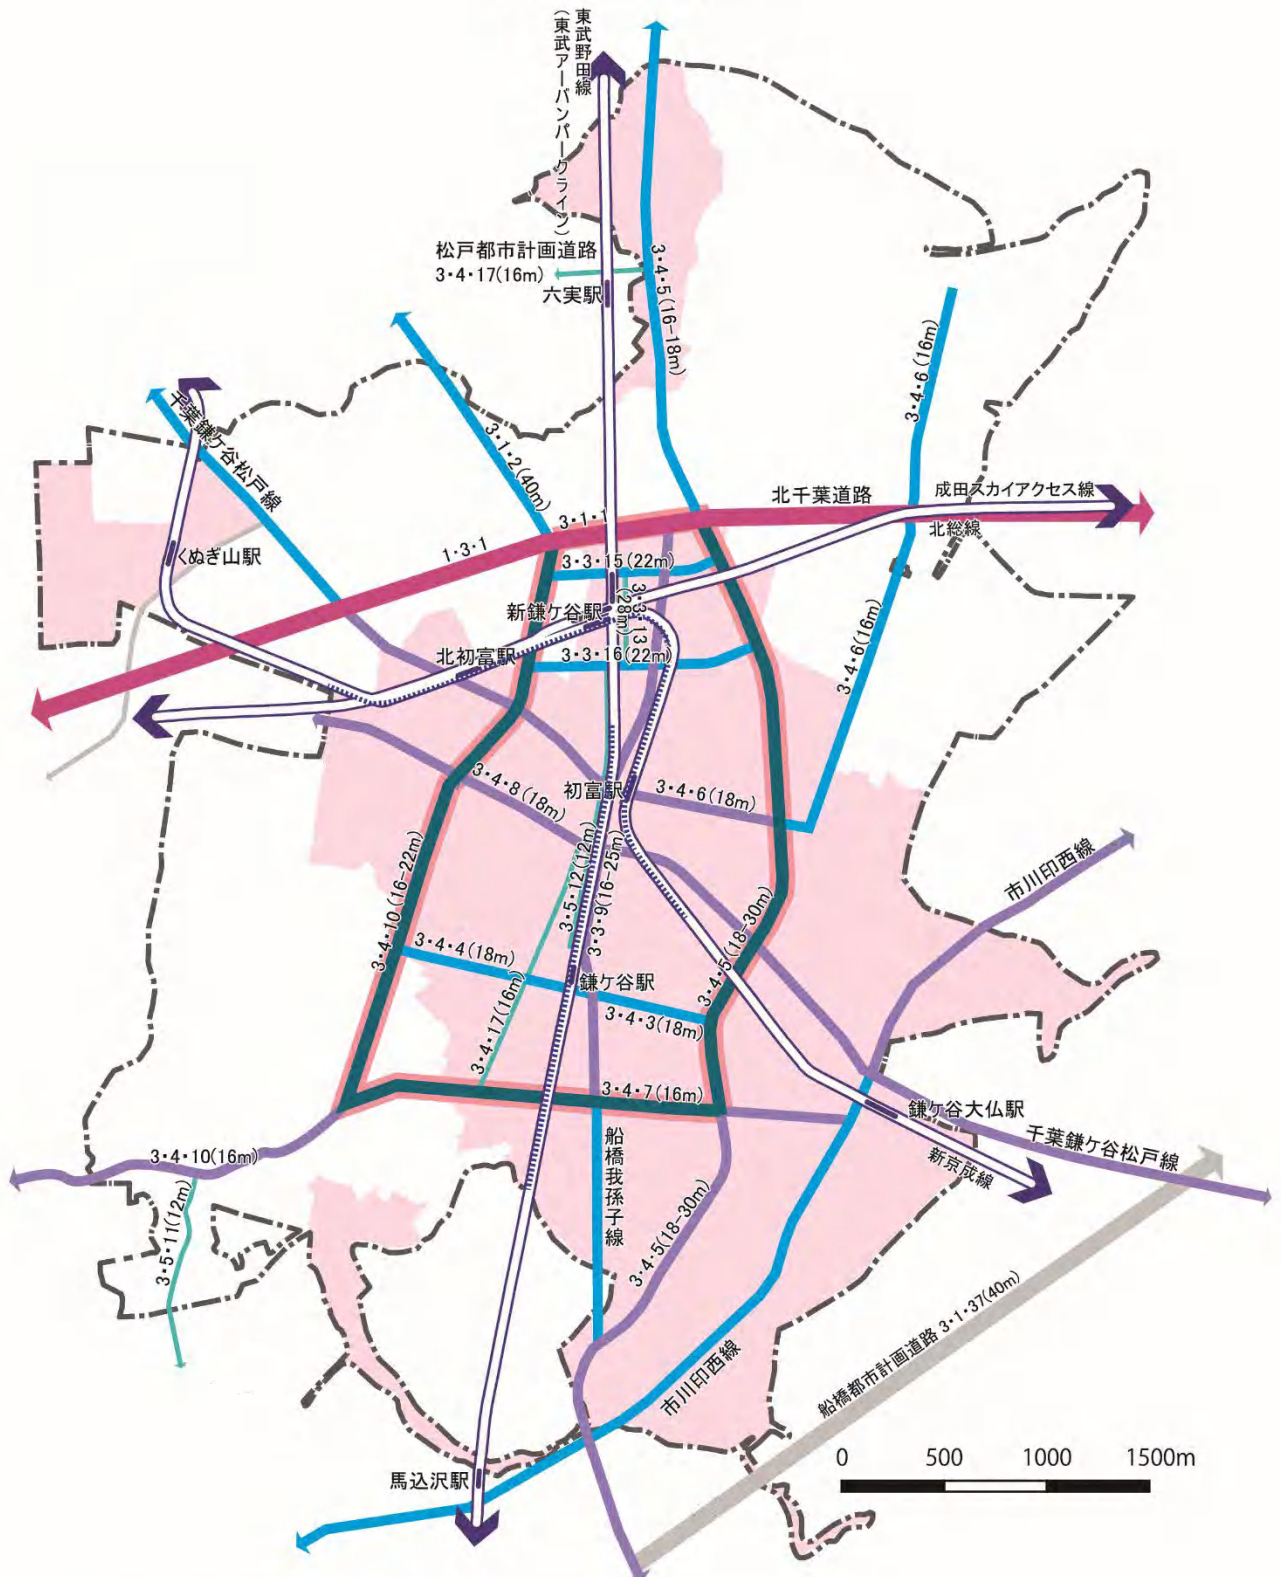 東武野田線
(東武アーバンパークライン)
松戸都市計画道路
3・4・17(16m)
六実駅
3・4・5(16-18m)
3・4・6(16m)
千葉鎌ケ谷松戸線
3・1・2(40m)
北千葉道路
成田スカイアクセス線
北総線
3・1・1
1・3・1
くぬぎ山駅
3・3・15(22m)
新鎌ケ谷駅
3・3・13
(28m)
北初富駅
3・3・16(22m)
3・4・6(16m)
3・4・8(18m)
初富駅
3・4・6(18m)
3・4・10(16-22m)
3・5・12(12m)
3・3・9(16-25m)
市川印西線
3・4・4(18m)
鎌ケ谷駅
3・4・5(18-30m)
3・4・17(16m)
3・4・3(18m)
3・4・7(16m)
鎌ケ谷大仏駅
千葉鎌ケ谷松戸線
新京成線
3・4・10(16m)
船橋我孫子線
3・5・11(12m)
3・4・5(18-30m)
船橋都市計画道路 3・1・37(40m)
市川印西線
馬込沢駅
0 500 1000 1500m